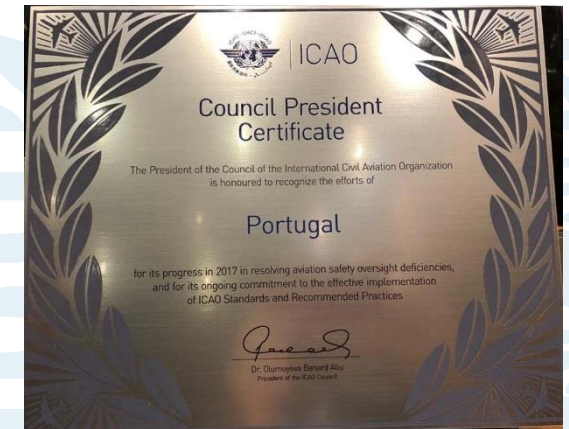 ICAO
Council President
Certificate
The President of the Council of the International Civil Aviation Organization
is honoured to recognize the efforts of
Portugal
for its progress in 2017 in resolving aviation safety oversight deficiencies,
and for its ongoing commitment to the effective implementation
of ICAO Standards and Recommended Practices
Dr. Olumuyiwa Benard Aliu
President of the ICAO Council